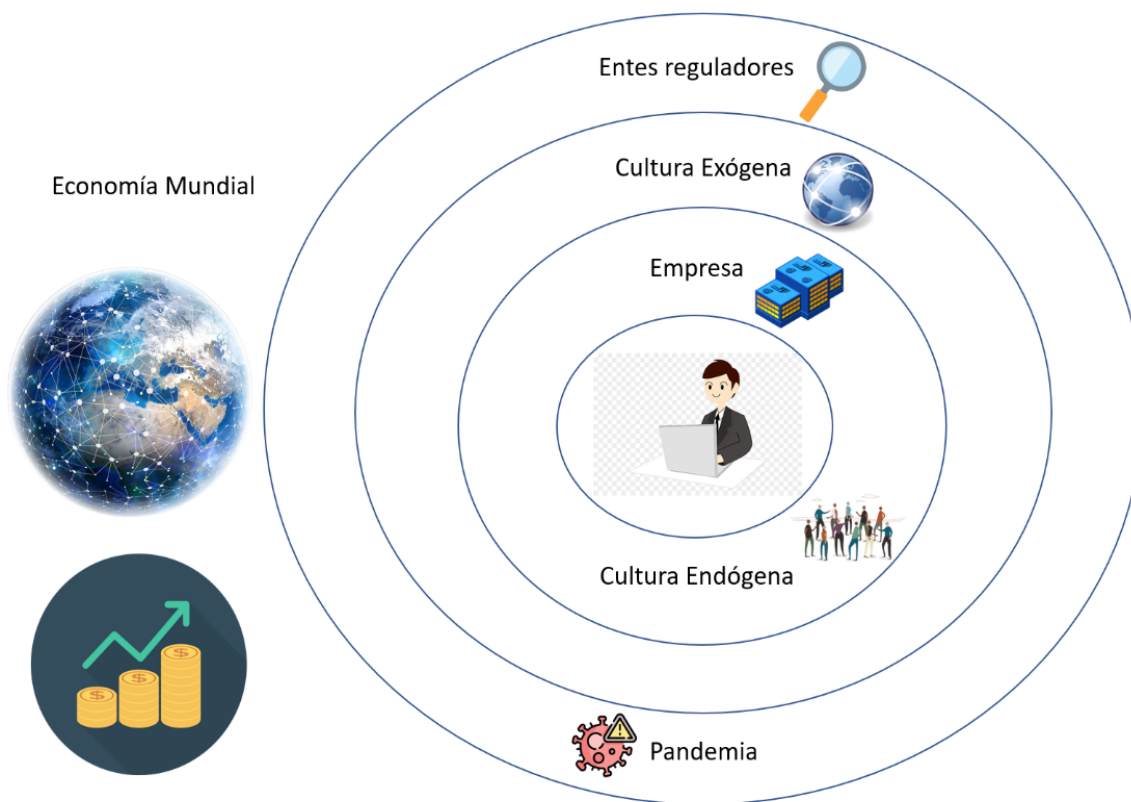 Entes reguladores
Cultura Exógena
Economía Mundial
Empresa
Cultura Endógena
Pandemia